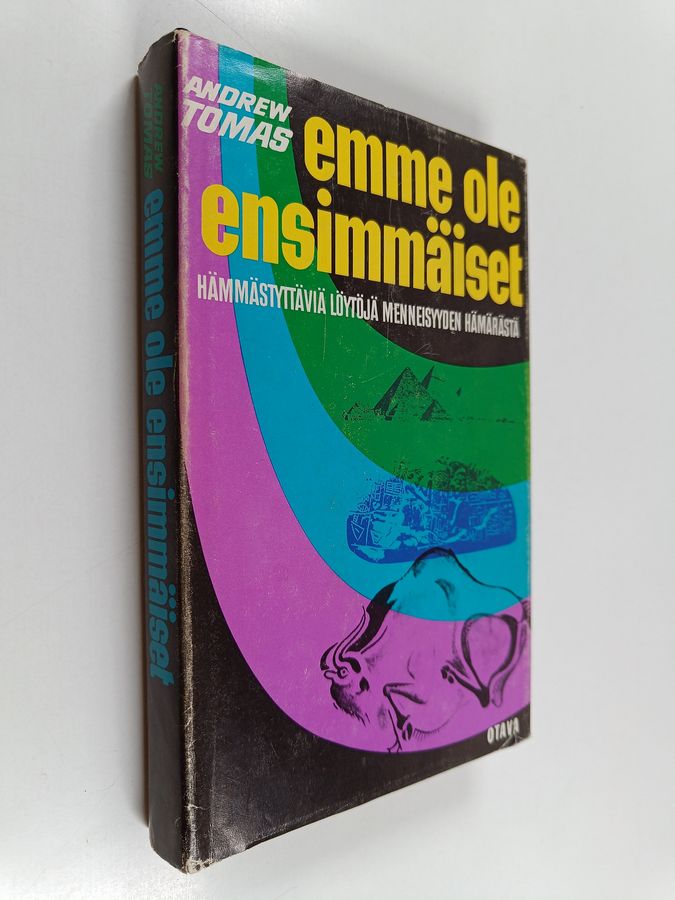 ANDREW
TOMAS
emme ole
ensimmäiset
HÄMMÄSTYTTÄVIÄ LÖYTÖJÄ MENNEISYYDEN HÄMÄRÄSTÄ
OTAVA
ANDREW
TOMAS
emme ole ensimmäiset